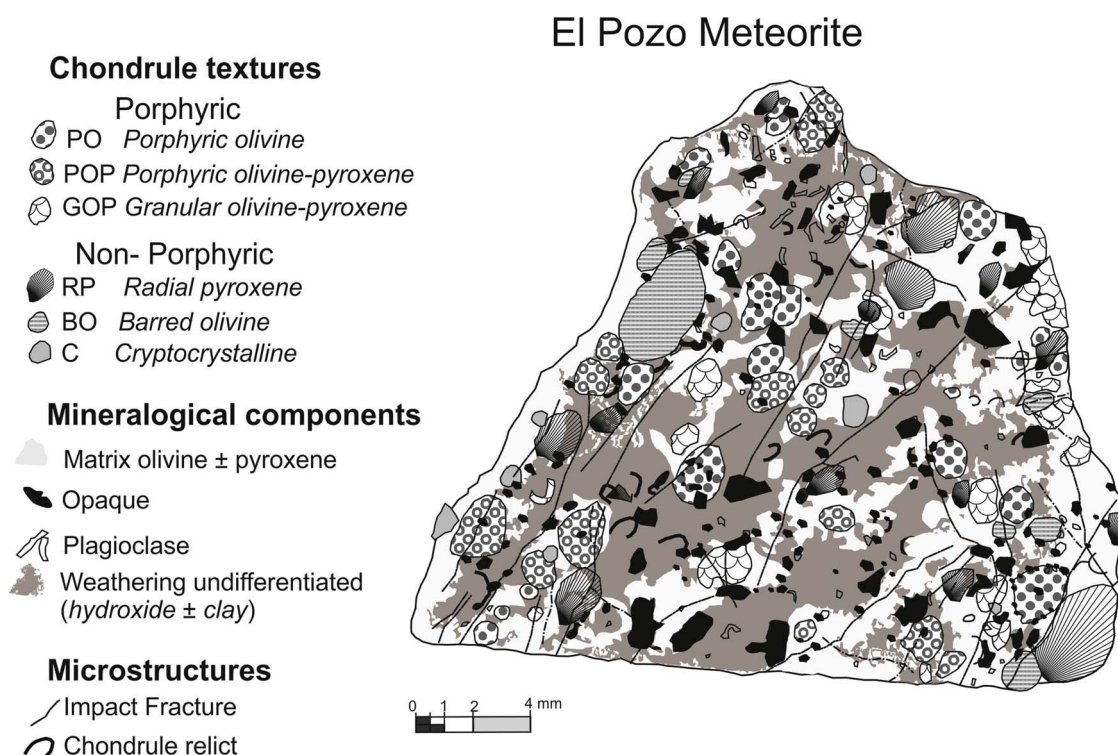 El Pozo Meteorite
Chondrule textures
Porphyric
PO Porphyric olivine
POP Porphyric olivine-pyroxene
GOP Granular olivine-pyroxene
Non- Porphyric
RP Radial pyroxene
BO Barred olivine
C Cryptocrystalline
Mineralogical components
Matrix olivine ± pyroxene
Opaque
Plagioclase
Weathering undifferentiated
(hydroxide ± clay)
Microstructures
Impact Fracture
Chondrule relict
0 1 2 4 mm